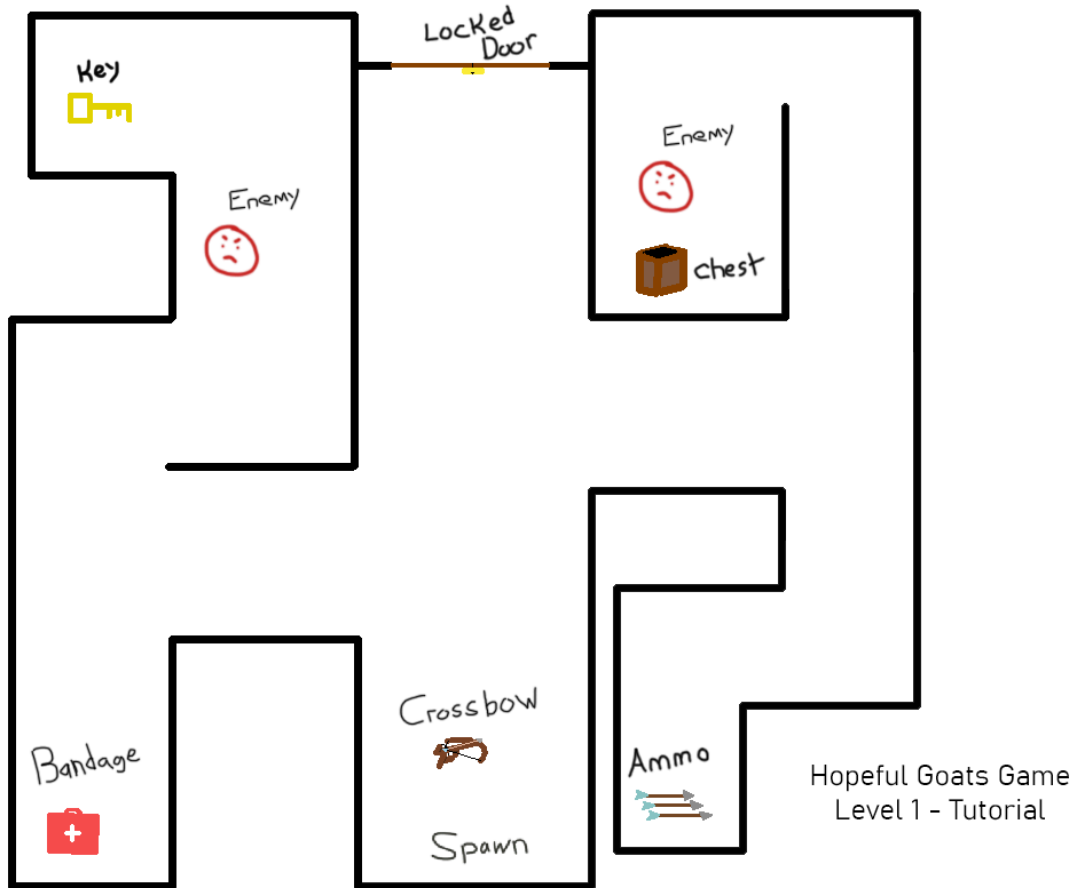 Locked
Door
Key
Enemy
Enemy
Chest
Crossbow
Bandage
Ammo
Spawn
Hopeful Goats Game
Level 1 - Tutorial